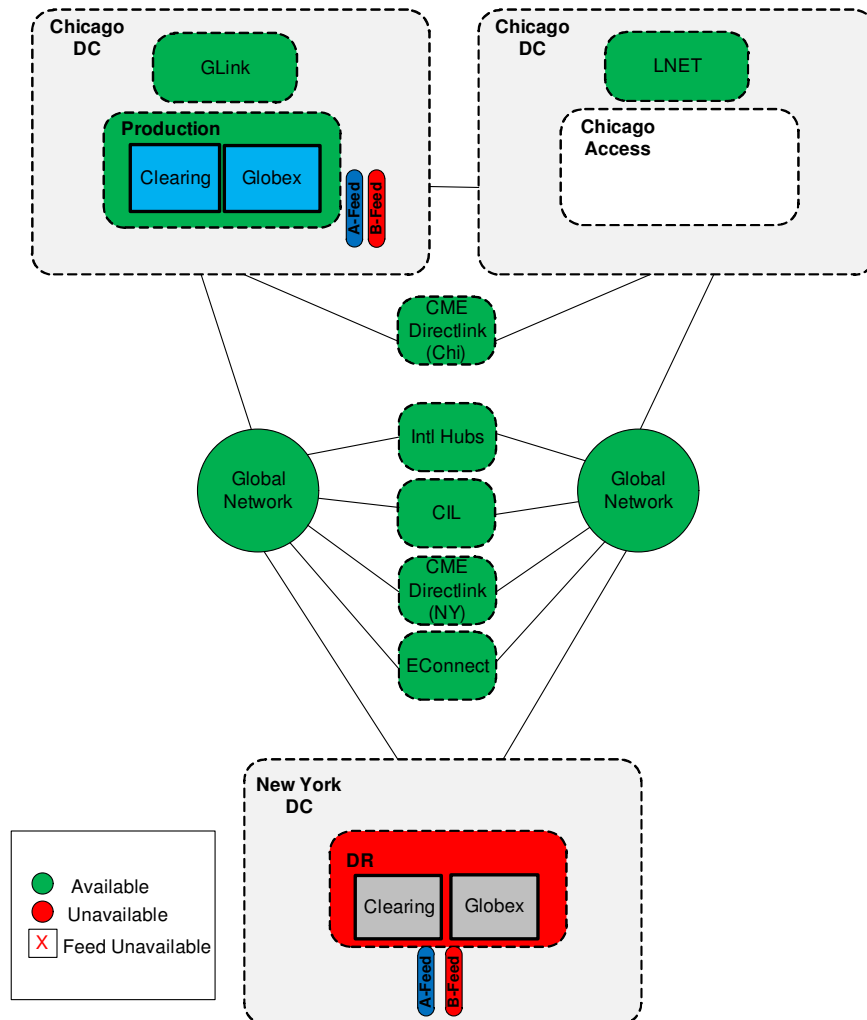 Chicago
DC
GLink
Production
Clearing
Globex
A-Feed
B-Feed
Chicago
DC
LNET
Chicago
Access
CME
Directlink
(Chi)
Intl Hubs
Global
Network
Global
Network
CIL
CME
Directlink
(NY)
EConnect
New York
DC
DR
Clearing
Globex
A-Feed
B-Feed
Available
Unavailable
X Feed Unavailable